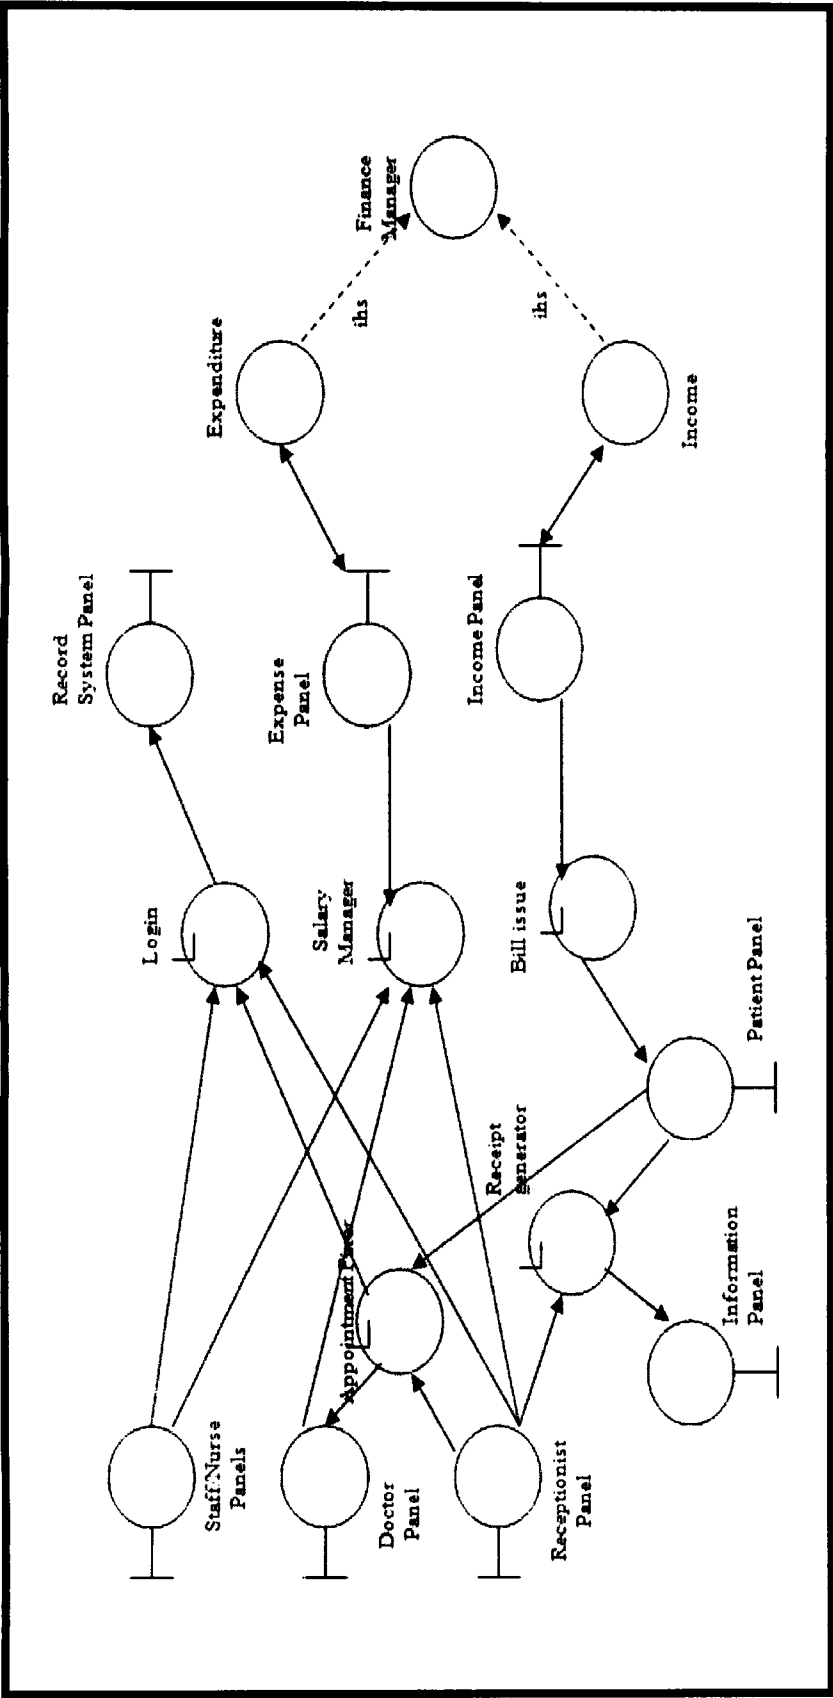 Record
System Panel
Login
Staff/Nurse
Panels
Expenditure
Expense
Panel
Salary
Manager
Finance
Manager
ihs
Appointment Fixer
Doctor
Panel
Income Panel
ihs
Bill issue
Receipt
generator
Receptionist
Panel
Income
Patient Panel
Information
Panel